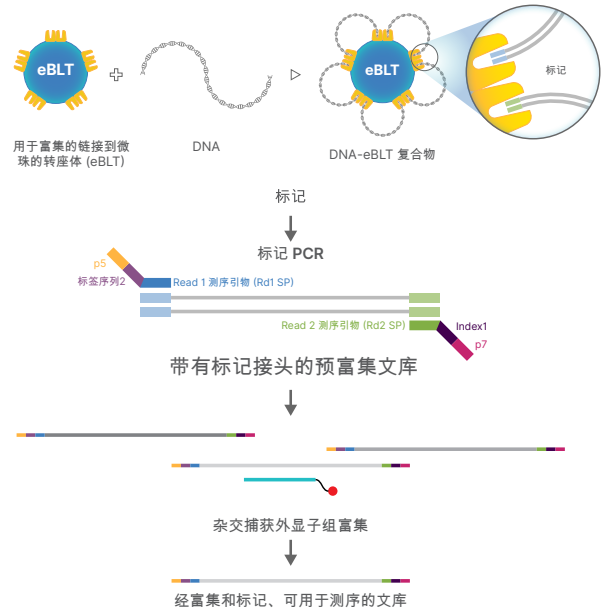 eBLT
eBLT
标记
用于富集的链接到微
珠的转座体 (eBLT)
DNA
DNA-eBLT 复合物
标记
标记 PCR
p5
标签序列2
Read 1 测序引物 (Rd1 SP)
Read 2 测序引物 (Rd2 SP)
Index1
p7
带有标记接头的预富集文库
杂交捕获外显子组富集
经富集和标记、可用于测序的文库